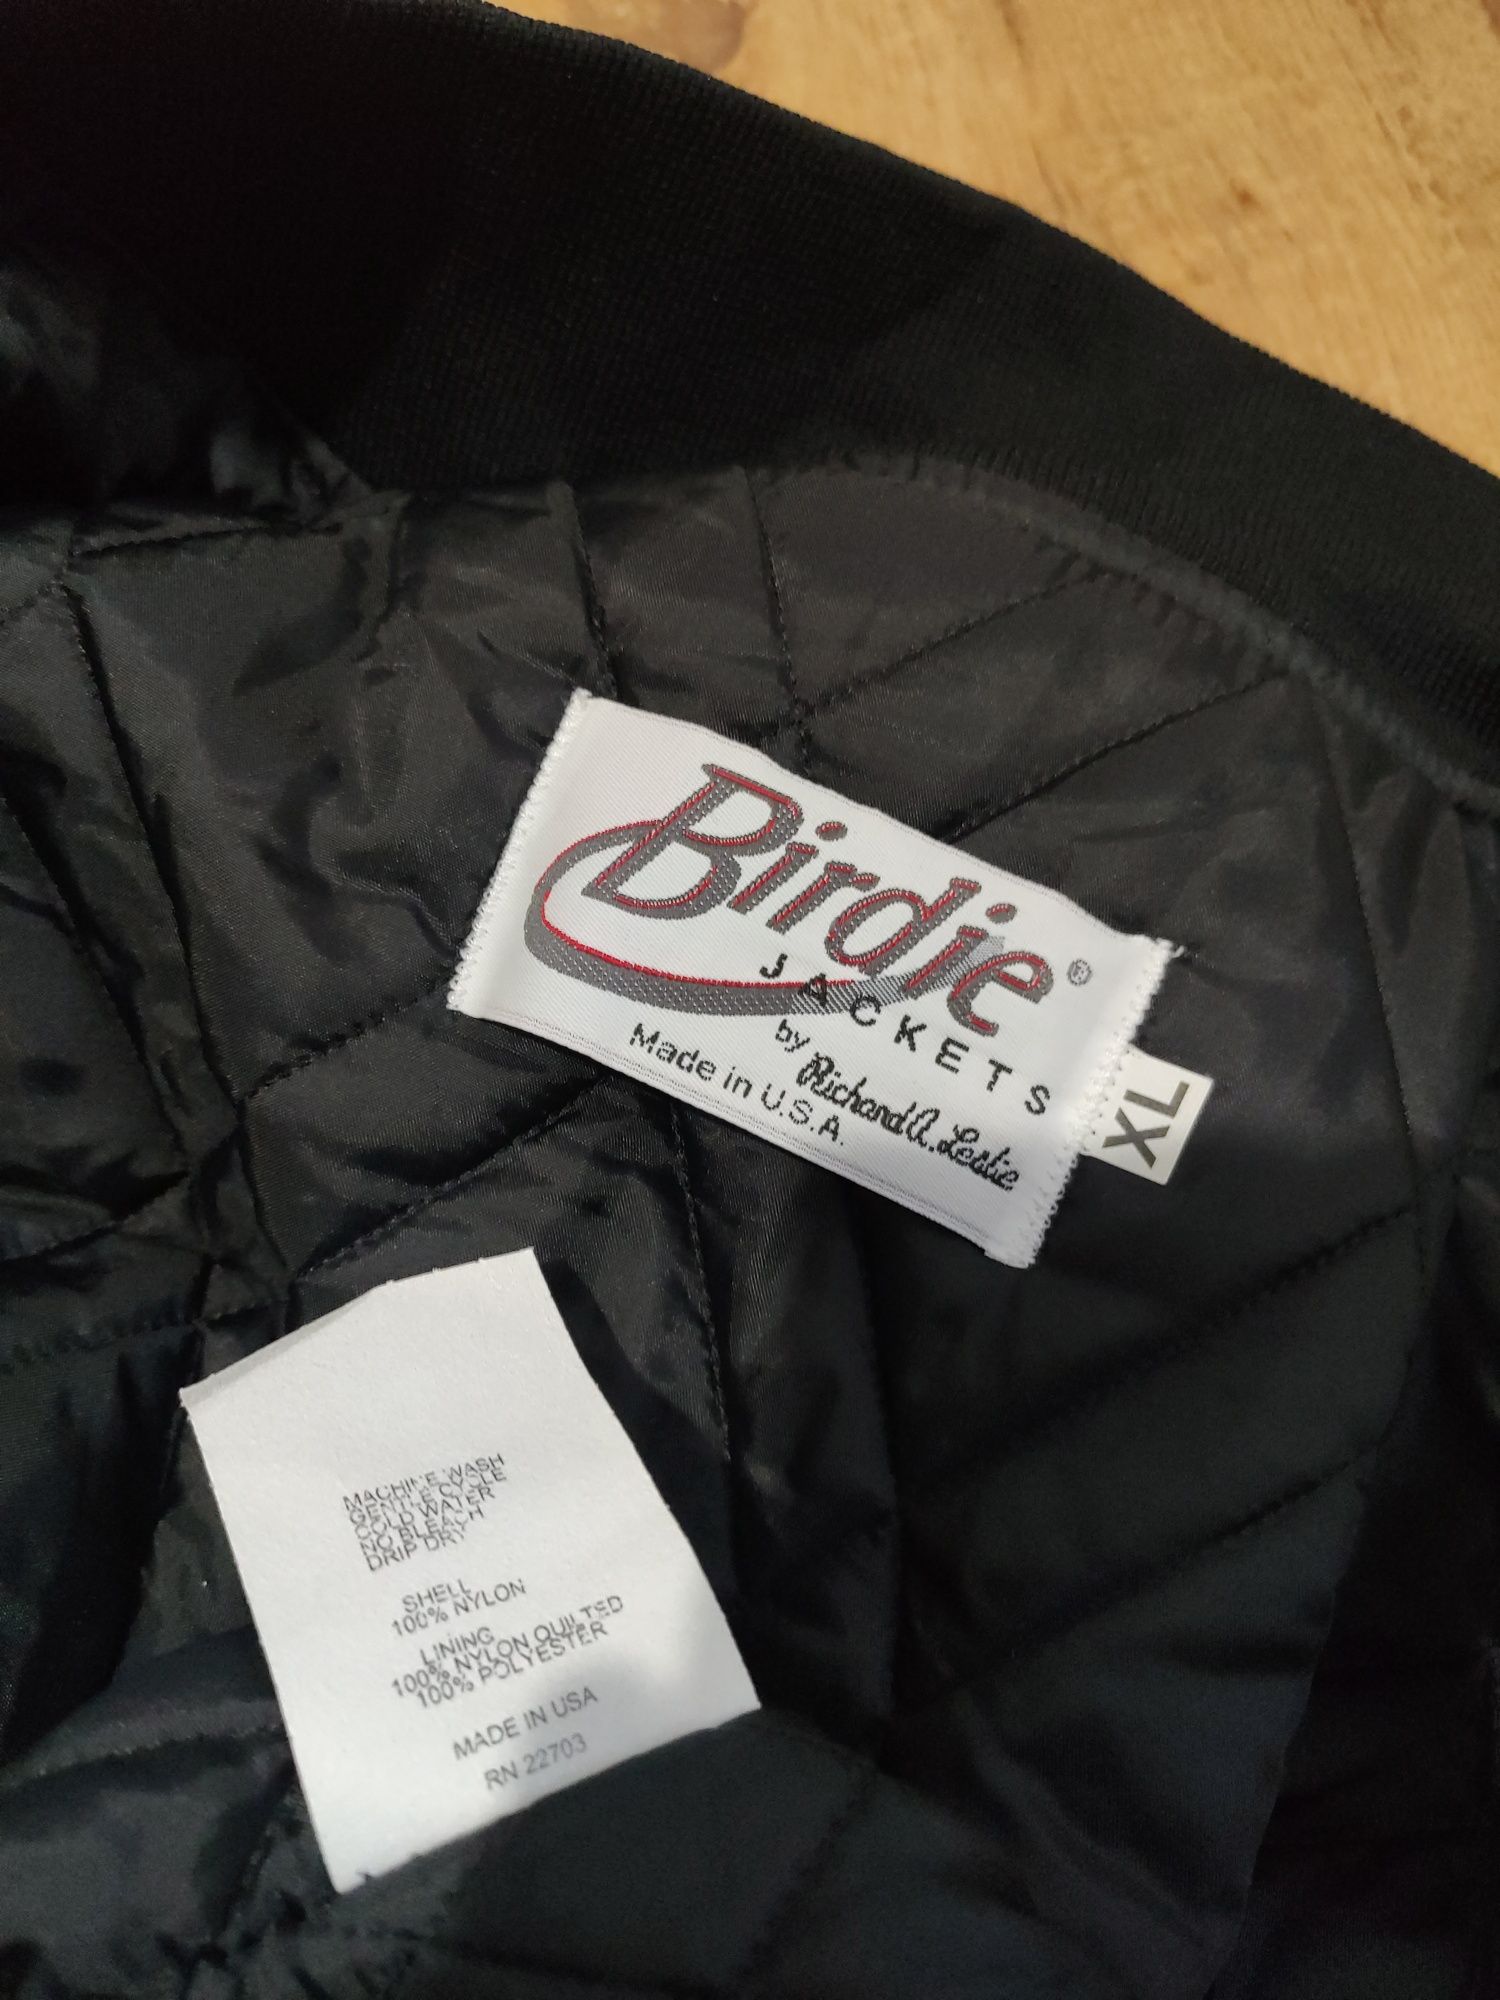 Birdie®
JACKETS
by Richard A. Leslie
Made in U.S.A.
XL
MACHINE WASH
GENTLE CYCLE
COLD WATER
NO BLEACH
DRIP DRY
SHELL
100% NYLON
LINING
100% NYLON QUILTED
100% POLYESTER
MADE IN USA
RN 22703